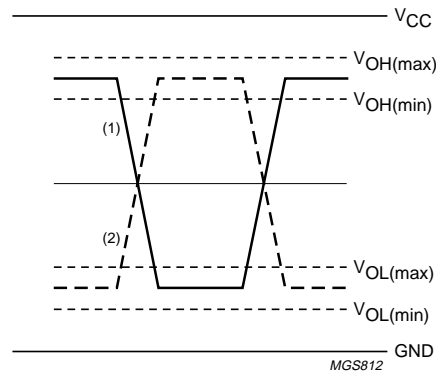 VCC
VOH(max)
VOH(min)
(1)
(2)
VOL(max)
VOL(min)
GND
MGS812